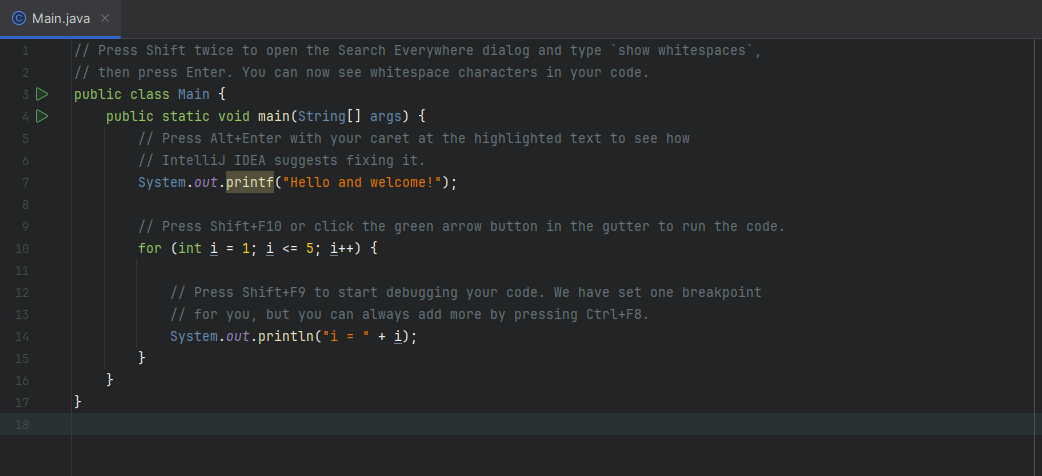 Main.java
1 // Press Shift twice to open the Search Everywhere dialog and type `show whitespaces`,
2 // then press Enter. You can now see whitespace characters in your code.
3 public class Main {
4     public static void main(String[] args) {
5         // Press Alt+Enter with your caret at the highlighted text to see how
6         // IntelliJ IDEA suggests fixing it.
7         System.out.printf("Hello and welcome!");
8
9         // Press Shift+F10 or click the green arrow button in the gutter to run the code.
10         for (int i = 1; i <= 5; i++) {
11
12             // Press Shift+F9 to start debugging your code. We have set one breakpoint
13             // for you, but you can always add more by pressing Ctrl+F8.
14             System.out.println("i = " + i);
15         }
16     }
17 }
18